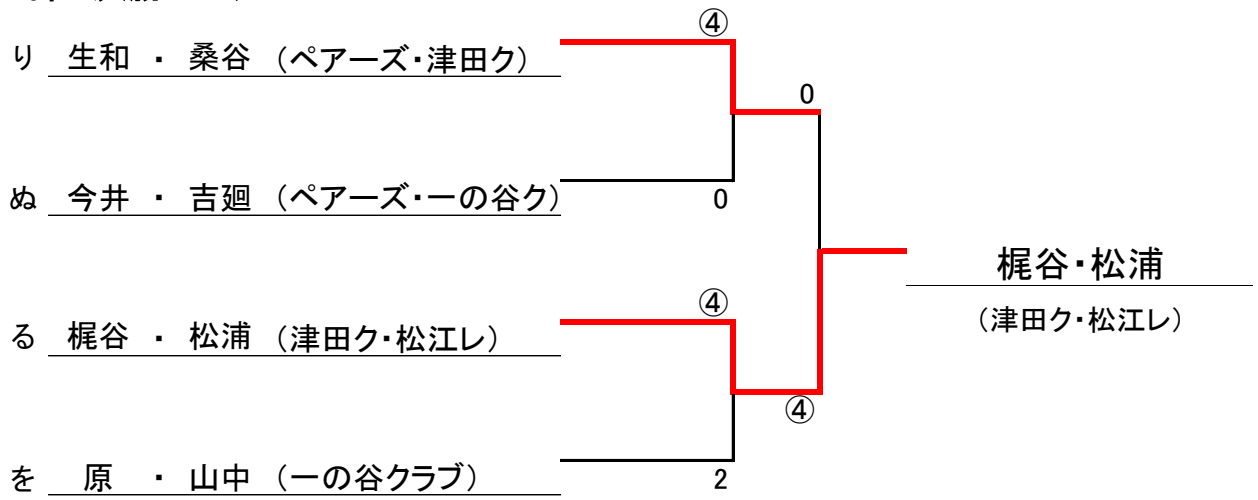 ④
り 生和 ・ 桑谷 (ペアーズ・津田ク)
0
ぬ 今井 ・ 吉廻 (ペアーズ・一の谷ク)
0
梶谷・松浦
(津田ク・松江レ)
④
る 梶谷 ・ 松浦 (津田ク・松江レ)
④
を 原 ・ 山中 (一の谷クラブ)
2